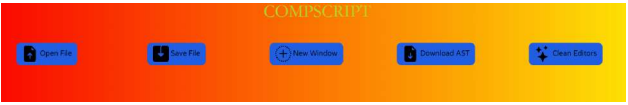 COMPSCRIPT
Open File
Save File
New Window
Download AST
Clean Editors